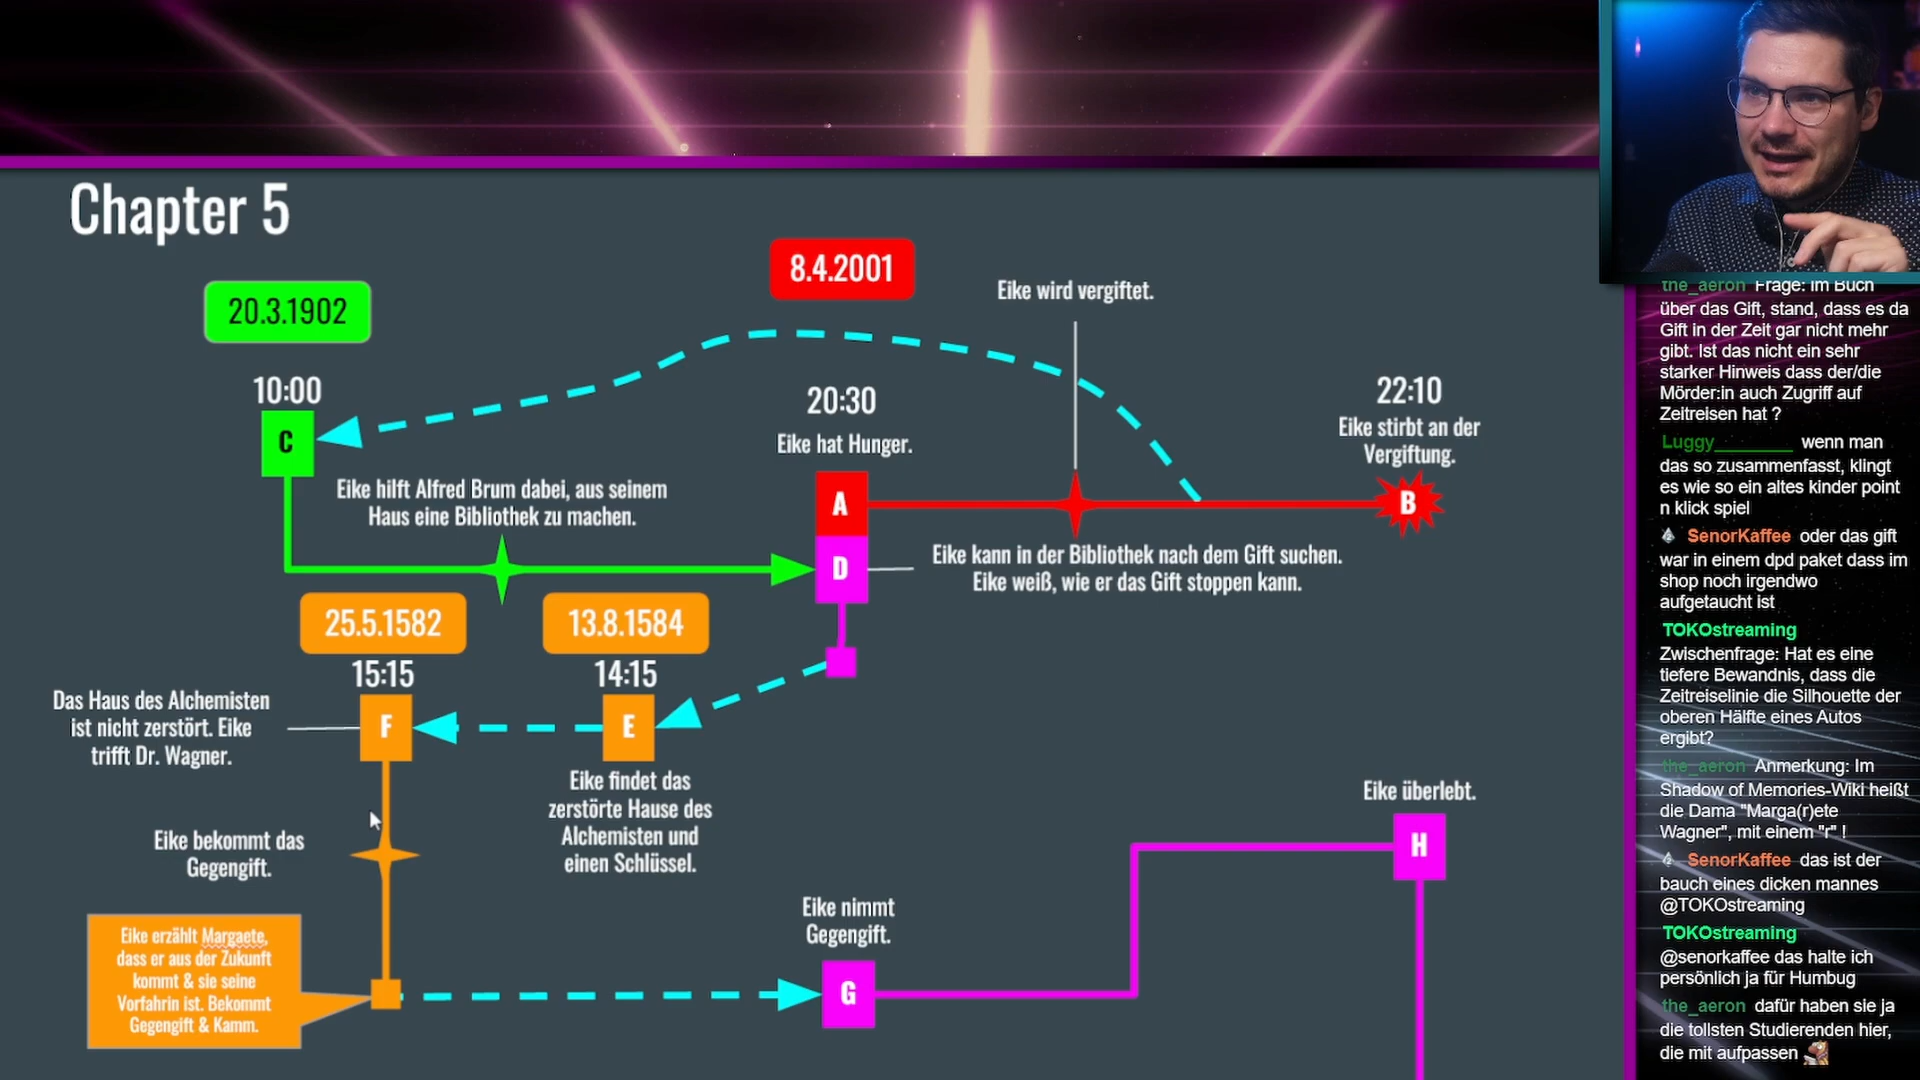 Chapter 5
20.3.1902
8.4.2001
Eike wird vergiftet.
10:00
C
20:30
Eike hat Hunger.
A
22:10
Eike stirbt an der
Vergiftung.
B
Eike hilft Alfred Brum dabei, aus seinem
Haus eine Bibliothek zu machen.
D
Eike kann in der Bibliothek nach dem Gift suchen.
Eike weiß, wie er das Gift stoppen kann.
25.5.1582
15:15
13.8.1584
14:15
Das Haus des Alchemisten
ist nicht zerstört. Eike
trifft Dr. Wagner.
F
E
Eike findet das
zerstörte Hause des
Alchemisten und
einen Schlüssel.
Eike bekommt das
Gegengift.
Eike erzählt Margaete,
dass er aus der Zukunft
kommt & sie seine
Vorfahrin ist. Bekommt
Gegengift & Kamm.
Eike nimmt
Gegengift.
G
Eike überlebt.
H
the_aeron Frage: Im Buch
über das Gift, stand, dass es da
Gift in der Zeit gar nicht mehr
gibt. Ist das nicht ein sehr
starker Hinweis dass der/die
Mörder:in auch Zugriff auf
Zeitreisen hat ?
Luggy________ wenn man
das so zusammenfasst, klingt
es wie so ein altes kinder point
n klick spiel
SenorKaffee oder das gift
war in einem dpd paket dass im
shop noch irgendwo
aufgetaucht ist
TOKOstreaming
Zwischenfrage: Hat es eine
tiefere Bewandnis, dass die
Zeitreiselinie die Silhouette der
oberen Hälfte eines Autos
ergibt?
the_aeron Anmerkung: Im
Shadow of Memories-Wiki heißt
die Dama "Marga(r)ete
Wagner", mit einem "r" !
SenorKaffee das ist der
bauch eines dicken mannes
@TOKOstreaming
TOKOstreaming
@senorkaffee das halte ich
persönlich ja für Humbug
the_aeron dafür haben sie ja
die tollsten Studierenden hier,
die mit aufpassen